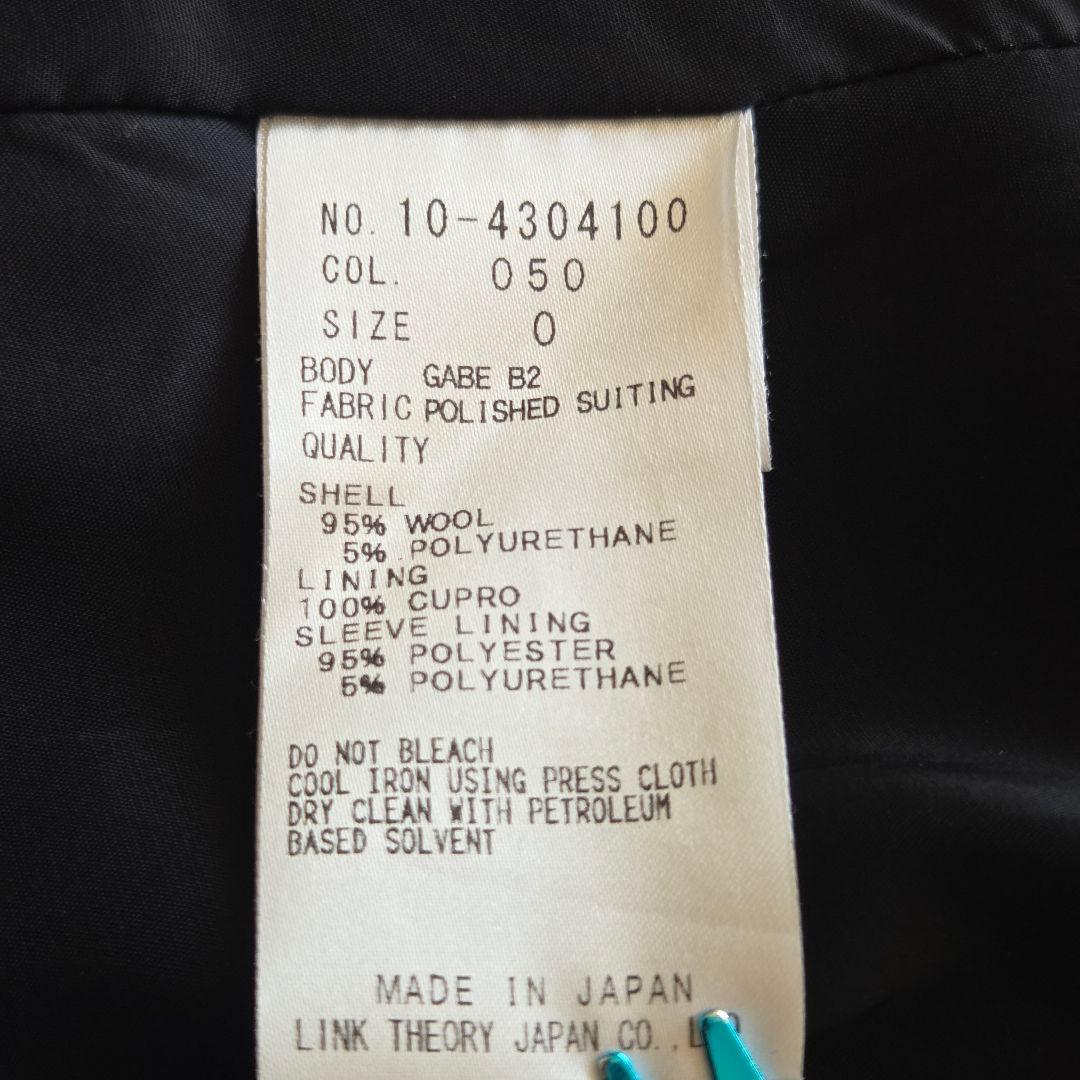 NO. 10-4304100
COL. 050
SIZE 0
BODY GABE B2
FABRIC POLISHED SUITING
QUALITY
SHELL
95% WOOL
5% POLYURETHANE
LINING
100% CUPRO
SLEEVE LINING
95% POLYESTER
5% POLYURETHANE
DO NOT BLEACH
COOL IRON USING PRESS CLOTH
DRY CLEAN WITH PETROLEUM
BASED SOLVENT
MADE IN JAPAN
LINK THEORY JAPAN CO.,